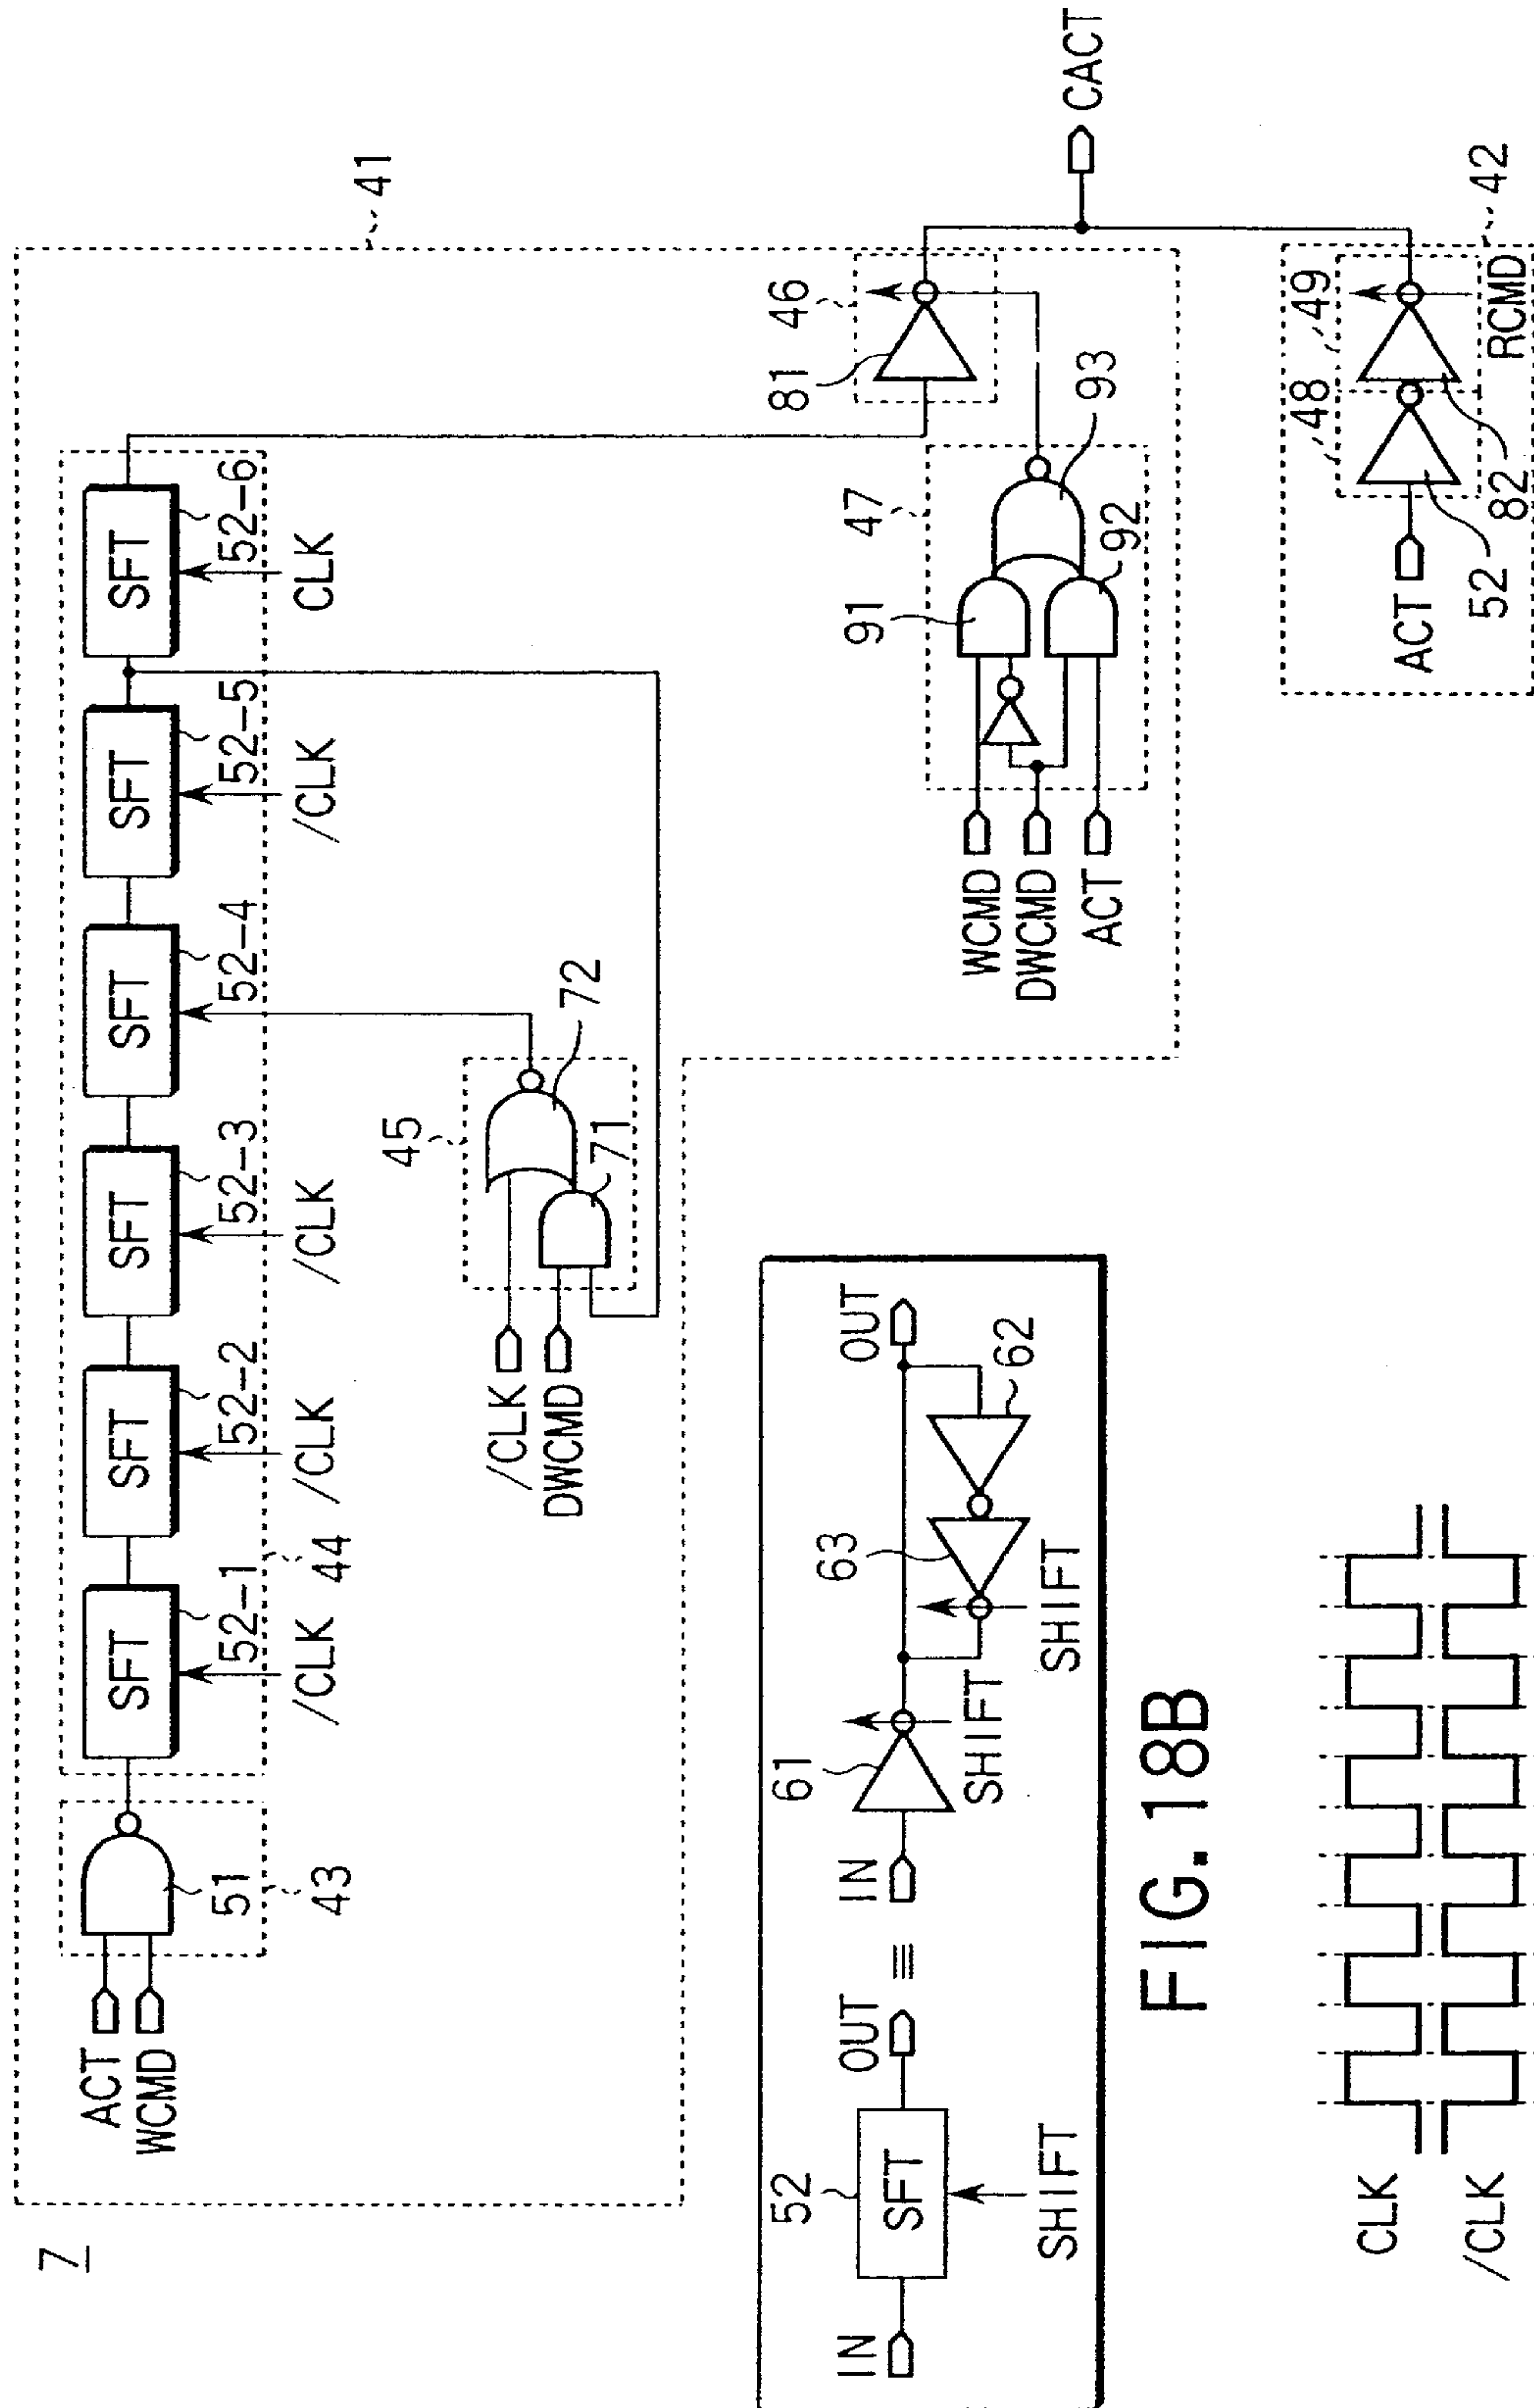 7
41
ACT
WCMD
51
43
SFT
52-1
/CLK
44
SFT
52-2
/CLK
SFT
52-3
/CLK
SFT
52-4
SFT
52-5
/CLK
SFT
52-6
CLK
/CLK
DWCMD
45
71
72
WCMD
DWCMD
ACT
47
91
92
93
81
46
CACT
ACT
52
82
48
49
RCMD
42
IN
52
SFT
SHIFT
OUT
≡
IN
61
SHIFT
63
SHIFT
62
OUT
FIG. 18B
CLK
/CLK